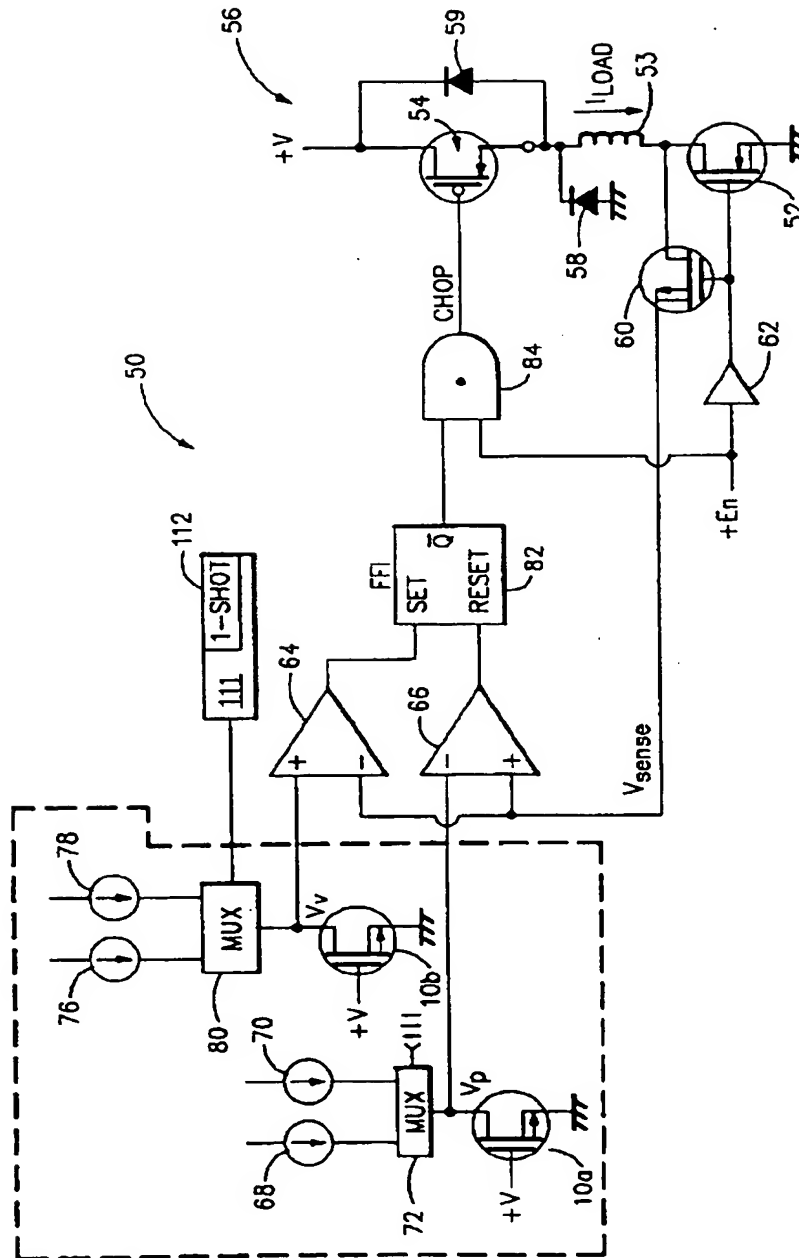 50
56
+V
59
54
I LOAD
53
58
52
60
62
+En
CHOP
84
112
1-SHOT
111
FF1
SET
Q̅
RESET
82
64
+
-
66
-
+
Vsense
78
76
MUX
80
Vv
10b
+V
70
68
MUX
111
72
Vp
10a
+V